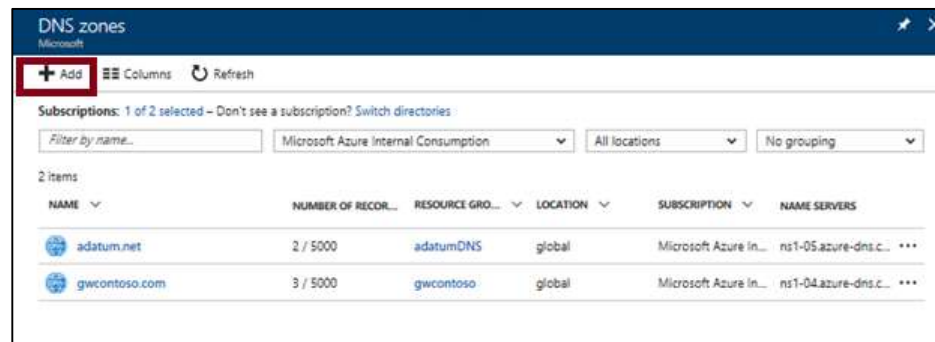 DNS zones
Microsoft
Add Columns Refresh
Subscriptions: 1 of 2 selected – Don't see a subscription? Switch directories
Filter by name... Microsoft Azure Internal Consumption All locations No grouping
2 items
NAME NUMBER OF RECOR... RESOURCE GRO... LOCATION SUBSCRIPTION NAME SERVERS
adatum.net 2 / 5000 adatumDNS global Microsoft Azure In... ns1-05.azure-dns.c... •••
gwcontoso.com 3 / 5000 gwcontoso global Microsoft Azure In... ns1-04.azure-dns.c... •••